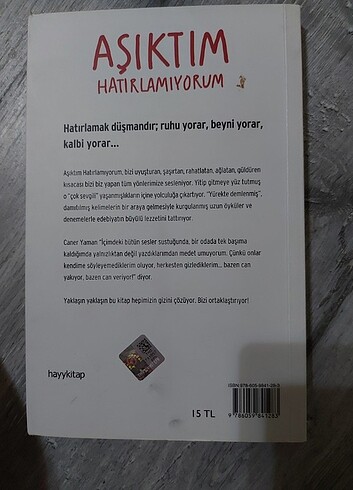 AŞIKTIM
HATIRLAMIYORUM
Hatırlamak düşmandır; ruhu yorar, beyni yorar,
kalbi yorar...
Aşıktım Hatırlamıyorum, bizi uyuşturan, şaşırtan, rahatlatan, ağlatan, güldüren
kısacası bizi biz yapan tüm yönlerimize sesleniyor. Yitip gitmeye yüz tutmuş
o "çok sevgili" yaşanmışlıkların içine yolculuğa çıkartıyor. "Yürekte demlenmiş",
damıtılmış kelimelerin bir araya gelmesiyle kurgulanmış uzun öyküler ve
denemelerle edebiyatın büyülü lezzetini tattırıyor.
Caner Yaman "İçimdeki bütün sesler sustuğunda, bir odada tek başıma
kaldığımda yalnızlıktan değil yazdıklarımdan medet umuyorum. Çünkü onlar
kendime söyleyemediklerim oluyor, herkesten gizlediklerim... bazen can
yakıyor, bazen can veriyor!" diyor.
Yaklaşın yaklaşın bu kitap hepimizin gizini çözüyor. Bizi ortaklaştırıyor!
hayykitap
15 TL
9 786059 841283